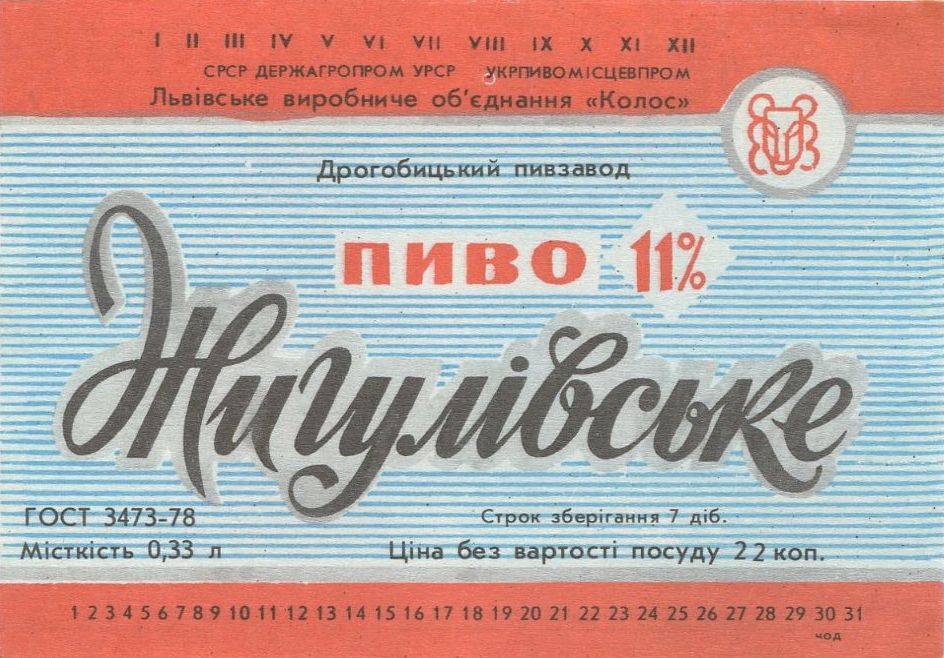 I II III IV V VI VII VIII IX X XI XII
СРСР ДЕРЖАГРОПРОМ УРСР УКРПИВОМІСЦЕВПРОМ
Львівське виробниче об'єднання «Колос»
Дрогобицький пивзавод
ПИВО 11%
Жигулівське
ГОСТ 3473-78
Строк зберігання 7 діб.
Місткість 0,33 л
Ціна без вартості посуду 22 коп.
1 2 3 4 5 6 7 8 9 10 11 12 13 14 15 16 17 18 19 20 21 22 23 24 25 26 27 28 29 30 31
ЧОД